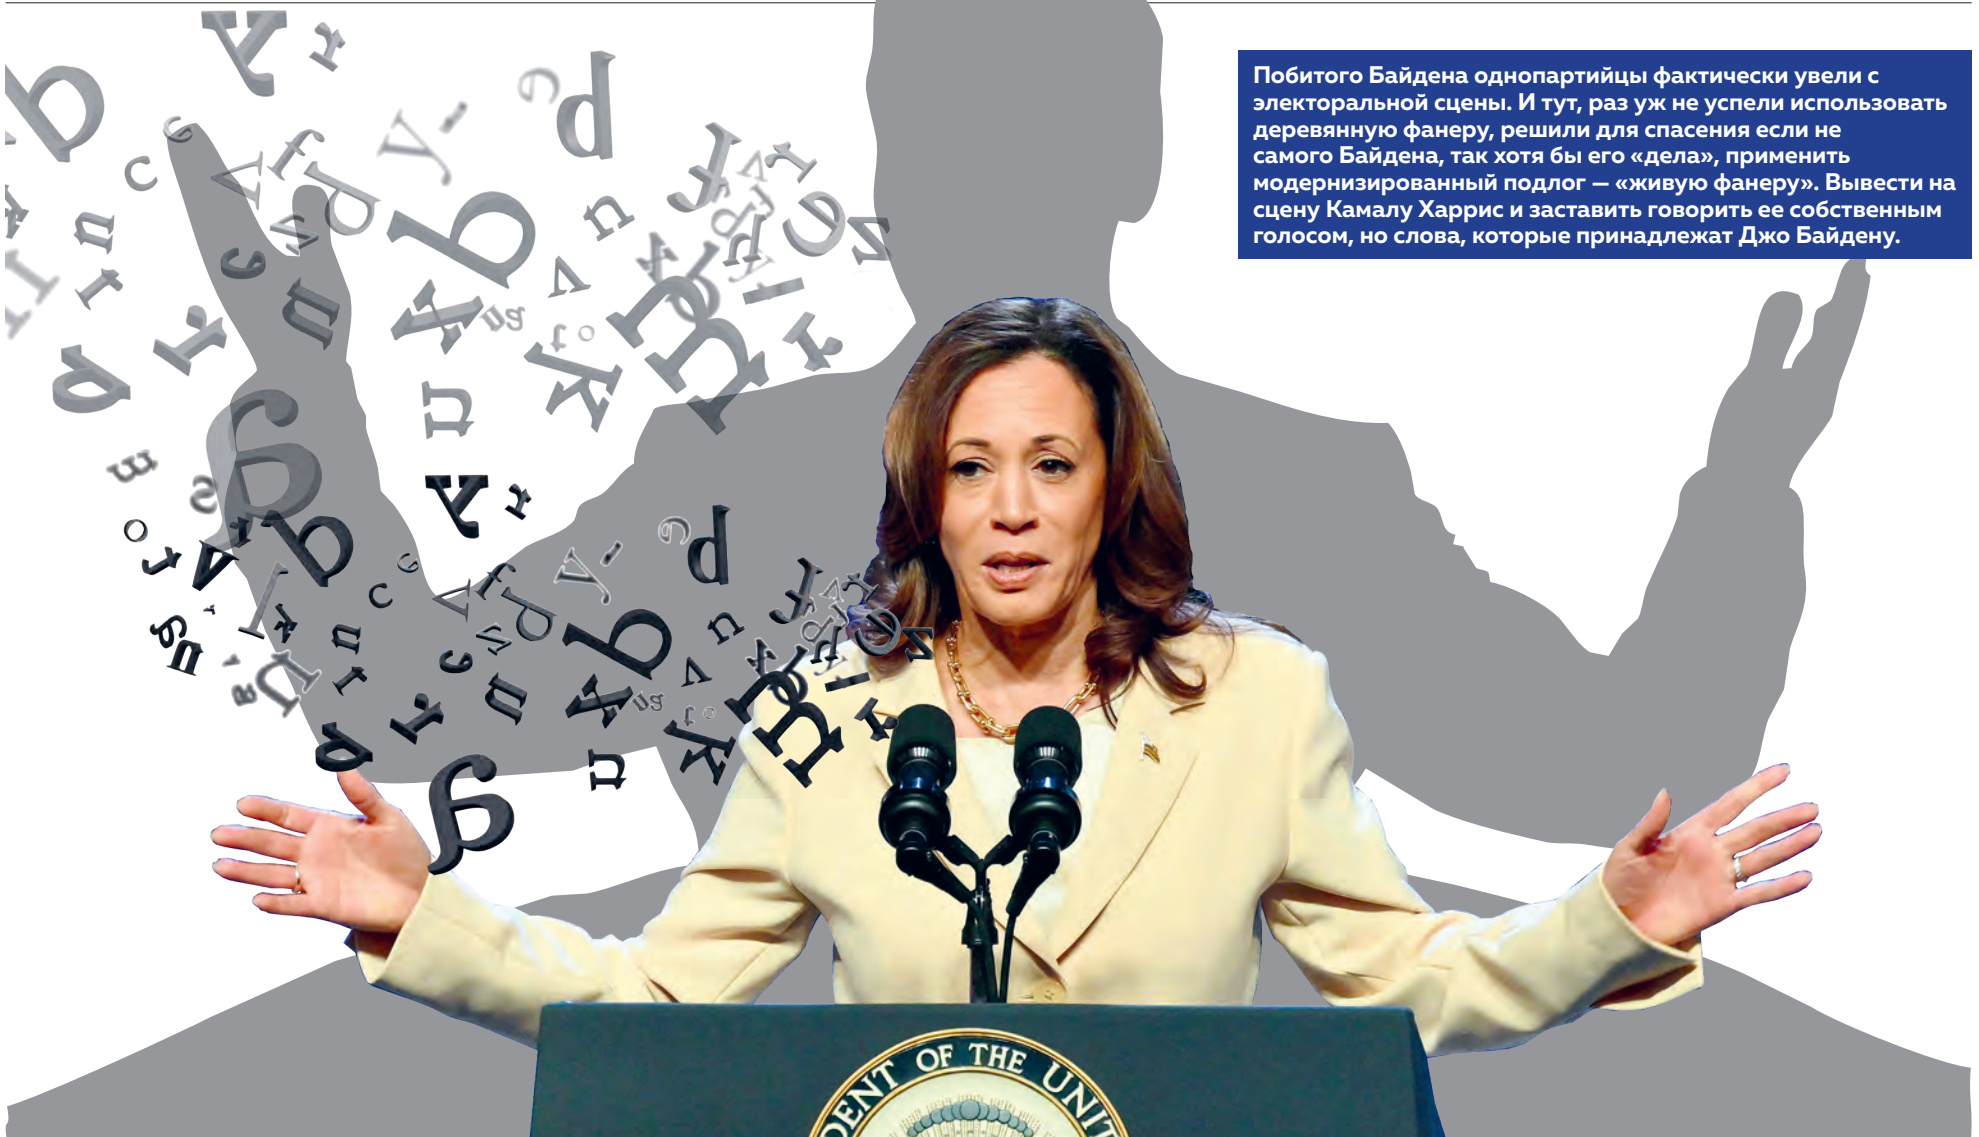 Побитого Байдена однопартийцы фактически увели с
электоральной сцены. И тут, раз уж не успели использовать
деревянную фанеру, решили для спасения если не
самого Байдена, так хотя бы его «дела», применить
модернизированный подлог — «живую фанеру». Вывести на
сцену Камалу Харрис и заставить говорить ее собственным
голосом, но слова, которые принадлежат Джо Байдену.
DENT OF THE UNIT